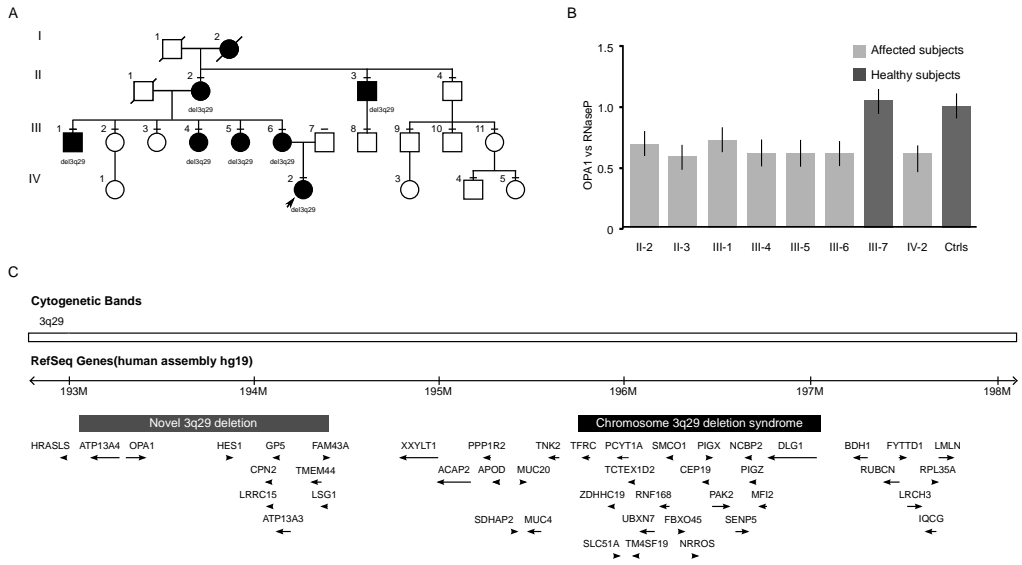 A
I
1 2
II
1 2 3 4
del3q29 del3q29
III
1 2 3 4 5 6 7 8 9 10 11
del3q29 del3q29 del3q29 del3q29
IV
1 2 3 4 5
del3q29
B
OPA1 vs RNaseP
1.5
1.0
0.5
0
Affected subjects
Healthy subjects
II-2 II-3 III-1 III-4 III-5 III-6 III-7 IV-2 Ctrls
C
Cytogenetic Bands
3q29
RefSeq Genes(human assembly hg19)
193M 194M 195M 196M 197M 198M
Novel 3q29 deletion Chromosome 3q29 deletion syndrome
HRASLS ATP13A4 OPA1 HES1 GP5 FAM43A XXYLT1 PPP1R2 TNK2 TFRC PCYT1A SMCO1 PIGX NCBP2 DLG1 BDH1 FYTTD1 LMLN
CPN2 TMEM44 ACAP2 APOD MUC20 TCTEX1D2 CEP19 PIGZ RUBCN RPL35A
LRRC15 LSG1 ZDHHC19 RNF168 PAK2 MFI2 LRCH3
ATP13A3 SDHAP2 MUC4 UBXN7 FBXO45 SENP5 IQCG
SLC51A TM4SF19 NRROS